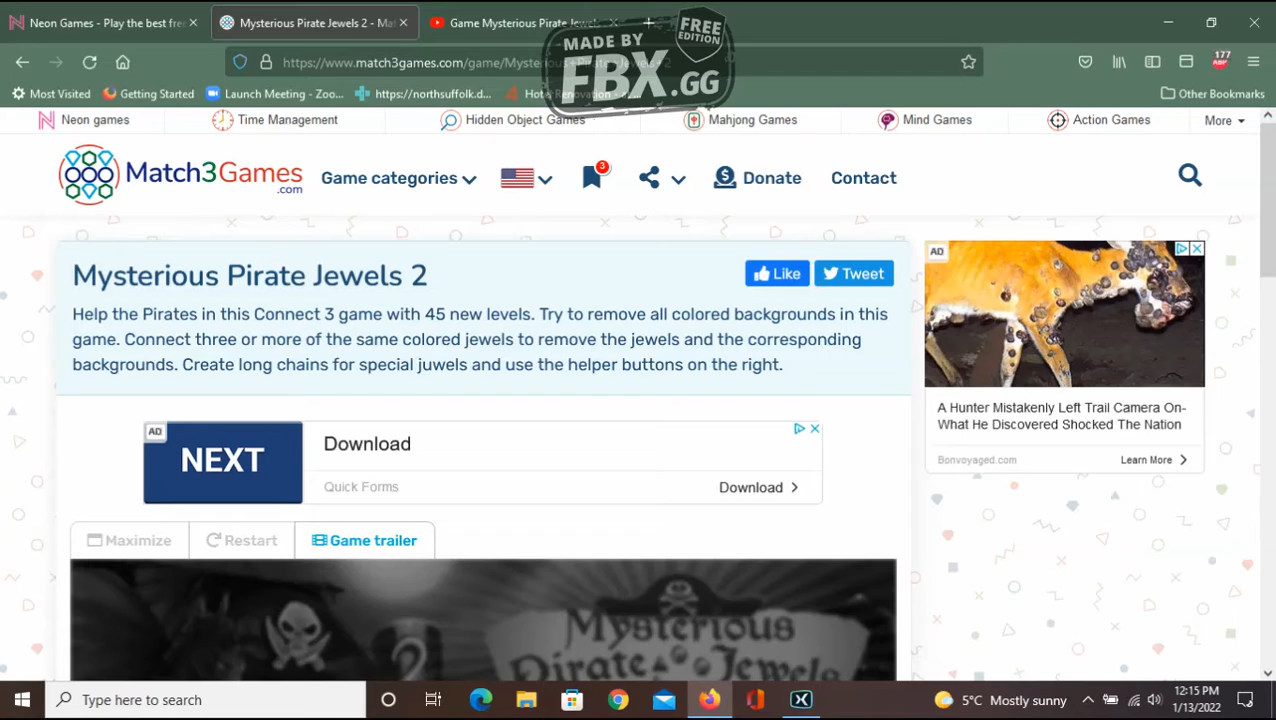 Neon Games - Play the best free
Mysterious Pirate Jewels 2 - Mat
Game Mysterious Pirate Jewels
MADE BY
FBX.GG
FREE
EDITION
https://www.match3games.com/game/Mysterious+Pirate+Jewels+2
177
ABP
Most Visited
Getting Started
Launch Meeting - Zoo...
https://northsuffolk.d...
Other Bookmarks
Neon games
Time Management
Hidden Object Games
Mahjong Games
Mind Games
Action Games
More
Match3Games
.com
Game categories
3
Donate
Contact
Mysterious Pirate Jewels 2
Like
Tweet
Help the Pirates in this Connect 3 game with 45 new levels. Try to remove all colored backgrounds in this
game. Connect three or more of the same colored jewels to remove the jewels and the corresponding
backgrounds. Create long chains for special juwels and use the helper buttons on the right.
AD
NEXT
Download
Quick Forms
Download
AD
A Hunter Mistakenly Left Trail Camera On-
What He Discovered Shocked The Nation
Bonvoyaged.com
Learn More
Maximize
Restart
Game trailer
Mysterious
Pirate Jewels
2
Type here to search
5°C Mostly sunny
12:15 PM
1/13/2022